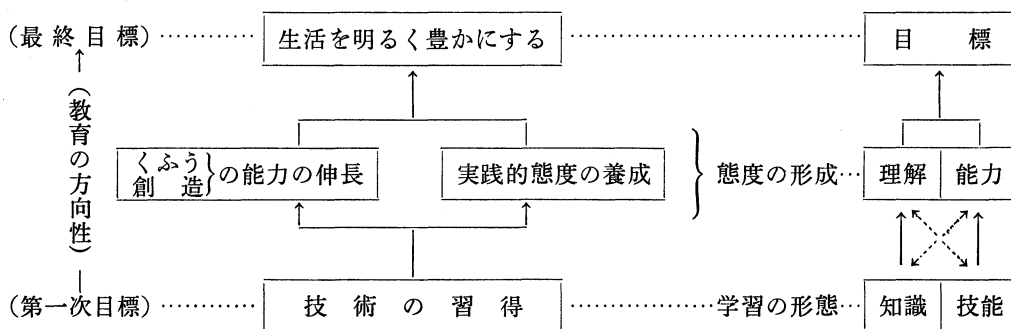 (最終目標)…………生活を明るく豊かにする…………………………目標
(教育の方向性)
くふう
創造}の能力の伸長 実践的態度の養成 } 態度の形成…理解 能力
(第一次目標)…………技術の習得……………学習の形態…知識 技能